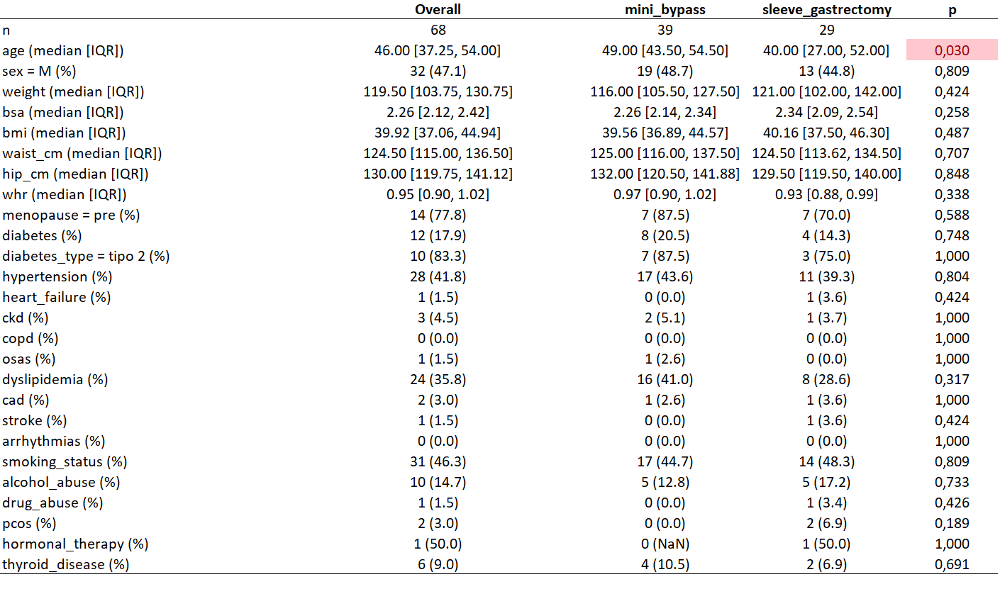 Overall mini_bypass sleeve_gastrectomy p
n 68 39 29
age (median [IQR]) 46.00 [37.25, 54.00] 49.00 [43.50, 54.50] 40.00 [27.00, 52.00] 0,030
sex = M (%) 32 (47.1) 19 (48.7) 13 (44.8) 0,809
weight (median [IQR]) 119.50 [103.75, 130.75] 116.00 [105.50, 127.50] 121.00 [102.00, 142.00] 0,424
bsa (median [IQR]) 2.26 [2.12, 2.42] 2.26 [2.14, 2.34] 2.34 [2.09, 2.54] 0,258
bmi (median [IQR]) 39.92 [37.06, 44.94] 39.56 [36.89, 44.57] 40.16 [37.50, 46.30] 0,487
waist_cm (median [IQR]) 124.50 [115.00, 136.50] 125.00 [116.00, 137.50] 124.50 [113.62, 134.50] 0,707
hip_cm (median [IQR]) 130.00 [119.75, 141.12] 132.00 [120.50, 141.88] 129.50 [119.50, 140.00] 0,848
whr (median [IQR]) 0.95 [0.90, 1.02] 0.97 [0.90, 1.02] 0.93 [0.88, 0.99] 0,338
menopause = pre (%) 14 (77.8) 7 (87.5) 7 (70.0) 0,588
diabetes (%) 12 (17.9) 8 (20.5) 4 (14.3) 0,748
diabetes_type = tipo 2 (%) 10 (83.3) 7 (87.5) 3 (75.0) 1,000
hypertension (%) 28 (41.8) 17 (43.6) 11 (39.3) 0,804
heart_failure (%) 1 (1.5) 0 (0.0) 1 (3.6) 0,424
ckd (%) 3 (4.5) 2 (5.1) 1 (3.7) 1,000
copd (%) 0 (0.0) 0 (0.0) 0 (0.0) 1,000
osas (%) 1 (1.5) 1 (2.6) 0 (0.0) 1,000
dyslipidemia (%) 24 (35.8) 16 (41.0) 8 (28.6) 0,317
cad (%) 2 (3.0) 1 (2.6) 1 (3.6) 1,000
stroke (%) 1 (1.5) 0 (0.0) 1 (3.6) 0,424
arrhythmias (%) 0 (0.0) 0 (0.0) 0 (0.0) 1,000
smoking_status (%) 31 (46.3) 17 (44.7) 14 (48.3) 0,809
alcohol_abuse (%) 10 (14.7) 5 (12.8) 5 (17.2) 0,733
drug_abuse (%) 1 (1.5) 0 (0.0) 1 (3.4) 0,426
pcos (%) 2 (3.0) 0 (0.0) 2 (6.9) 0,189
hormonal_therapy (%) 1 (50.0) 0 (NaN) 1 (50.0) 1,000
thyroid_disease (%) 6 (9.0) 4 (10.5) 2 (6.9) 0,691